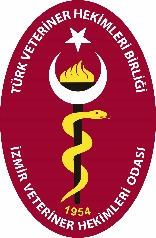 TÜRK VETERİNER HEKİMLERİ BİRLİĞİ
1954
İZMİR VETERİNER HEKİMLERİ ODASI